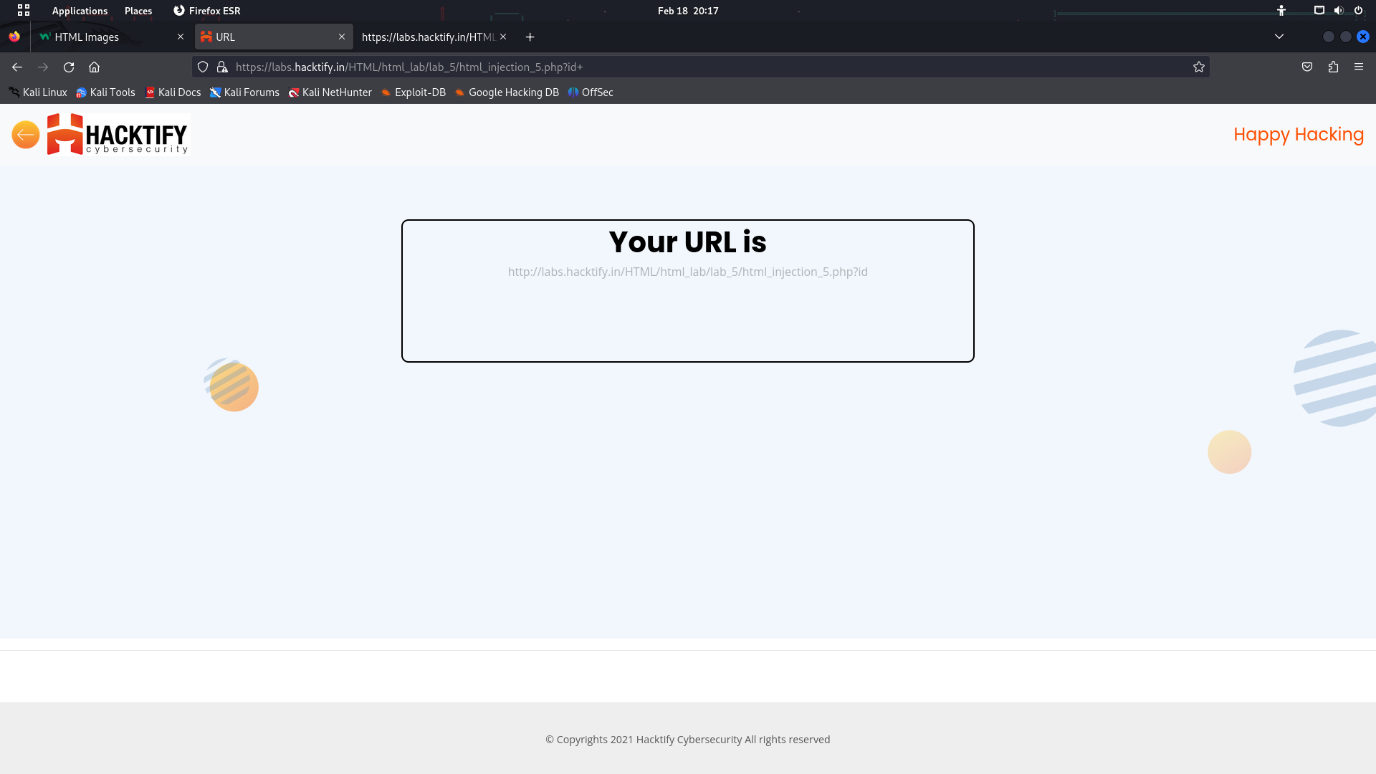 Applications Places Firefox ESR Feb 18 20:17
HTML Images URL https://labs.hacktify.in/HTML
https://labs.hacktify.in/HTML/html_lab/lab_5/html_injection_5.php?id+
Kali Linux Kali Tools Kali Docs Kali Forums Kali NetHunter Exploit-DB Google Hacking DB OffSec
HACKTIFY
cybersecurity
Happy Hacking
Your URL is
http://labs.hacktify.in/HTML/html_lab/lab_5/html_injection_5.php?id
© Copyrights 2021 Hacktify Cybersecurity All rights reserved